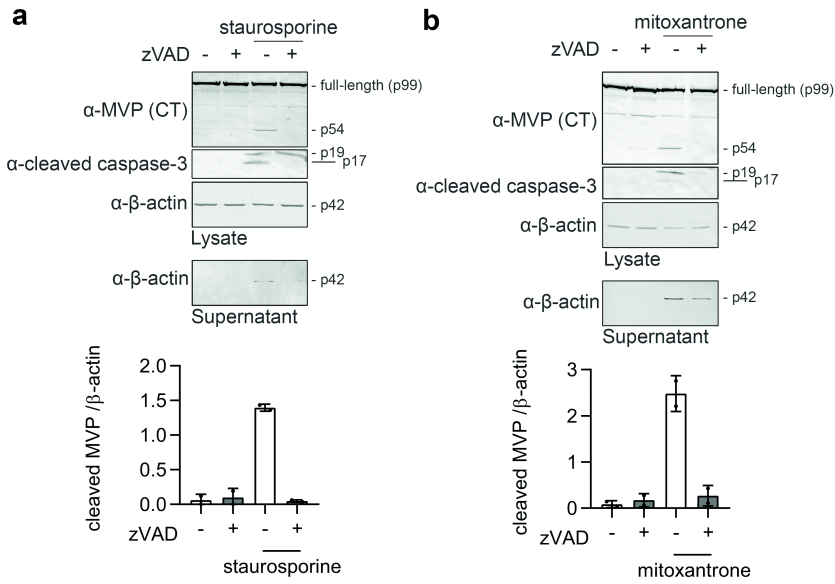 a
staurosporine
zVAD - + - +
α-MVP (CT)
- full-length (p99)
- p54
α-cleaved caspase-3
- p19
p17
α-β-actin
- p42
Lysate
α-β-actin
- p42
Supernatant
cleaved MVP /β-actin
2.0
1.5
1.0
0.5
0.0
zVAD - + - +
staurosporine
b
mitoxantrone
zVAD - + - +
α-MVP (CT)
- full-length (p99)
- p54
α-cleaved caspase-3
- p19
p17
α-β-actin
- p42
Lysate
α-β-actin
- p42
Supernatant
cleaved MVP /β-actin
3
2
1
0
zVAD - + - +
mitoxantrone